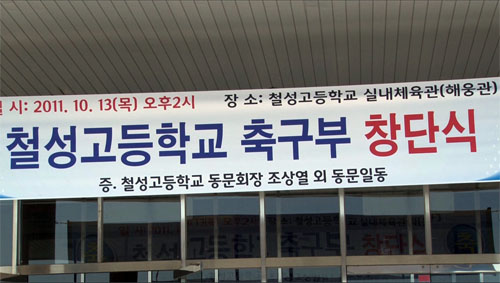 일 시: 2011. 10. 13(목) 오후2시 장 소: 철성고등학교 실내체육관(해웅관)
철성고등학교 축구부 창단식
증. 철성고등학교 동문회장 조상열 외 동문일동